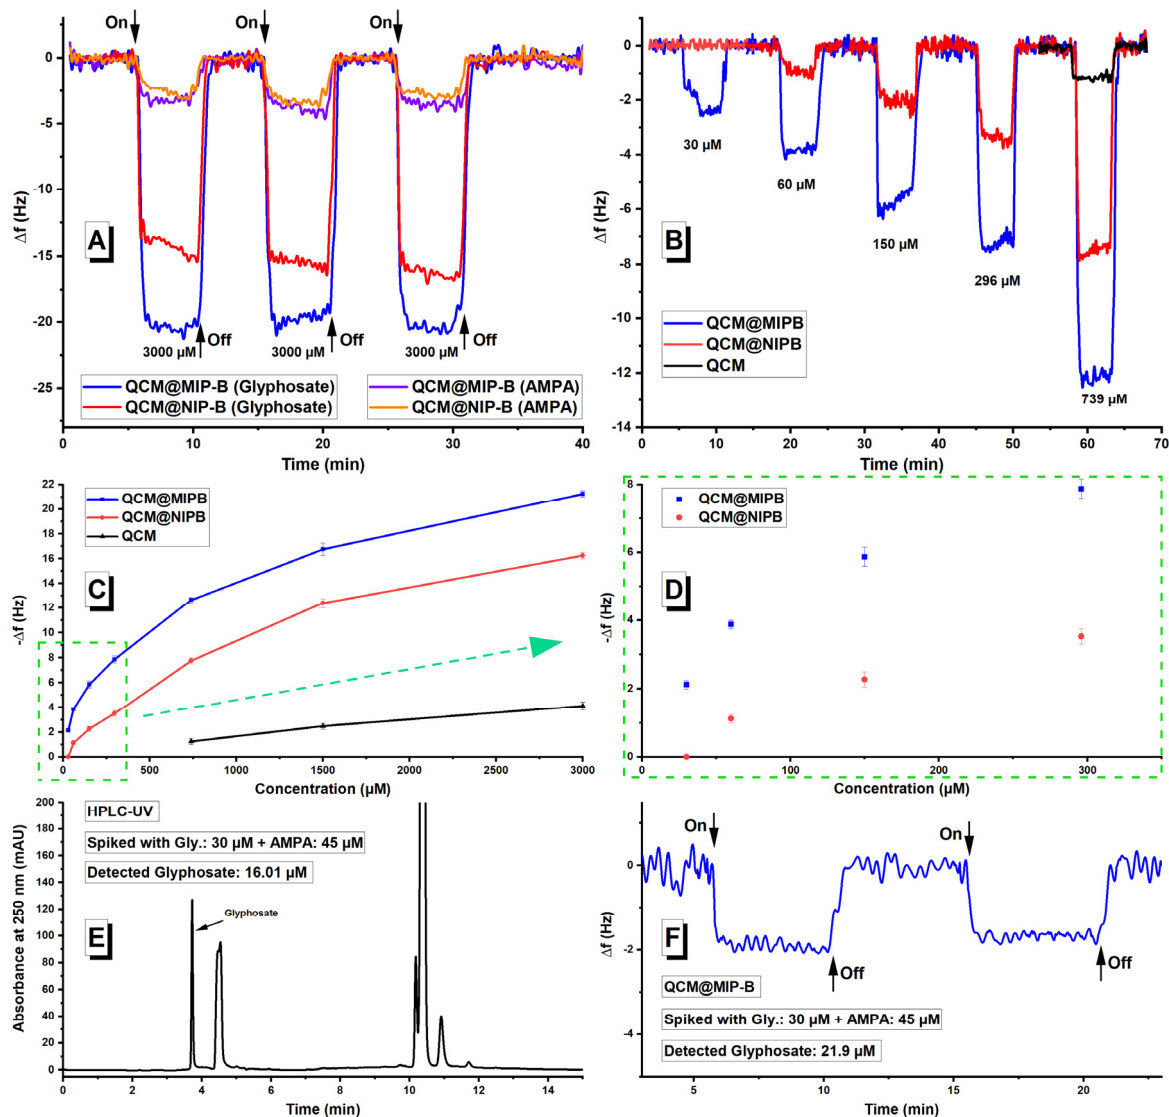 On
On
On
0
-5
-10
-15
-20
-25
Δf (Hz)
A
3000 µM
Off
3000 µM
Off
3000 µM
Off
QCM@MIP-B (Glyphosate)
QCM@NIP-B (Glyphosate)
QCM@MIP-B (AMPA)
QCM@NIP-B (AMPA)
0 10 20 30 40
Time (min)
0
-2
-4
-6
-8
-10
-12
-14
Δf (Hz)
B
30 µM
60 µM
150 µM
296 µM
739 µM
QCM@MIPB
QCM@NIPB
QCM
0 10 20 30 40 50 60 70
Time (min)
22
20
18
16
14
12
10
8
6
4
2
0
-Δf (Hz)
QCM@MIPB
QCM@NIPB
QCM
C
0 500 1000 1500 2000 2500 3000
Concentration (µM)
8
6
4
2
0
-Δf (Hz)
QCM@MIPB
QCM@NIPB
D
0 100 200 300
Concentration (µM)
200
180
160
140
120
100
80
60
40
20
0
Absorbance at 250 nm (mAU)
HPLC-UV
Spiked with Gly.: 30 µM + AMPA: 45 µM
Detected Glyphosate: 16.01 µM
Glyphosate
E
0 2 4 6 8 10 12 14
Time (min)
0
-2
-4
Δf (Hz)
On
On
Off
Off
F
QCM@MIP-B
Spiked with Gly.: 30 µM + AMPA: 45 µM
Detected Glyphosate: 21.9 µM
5 10 15 20
Time (min)